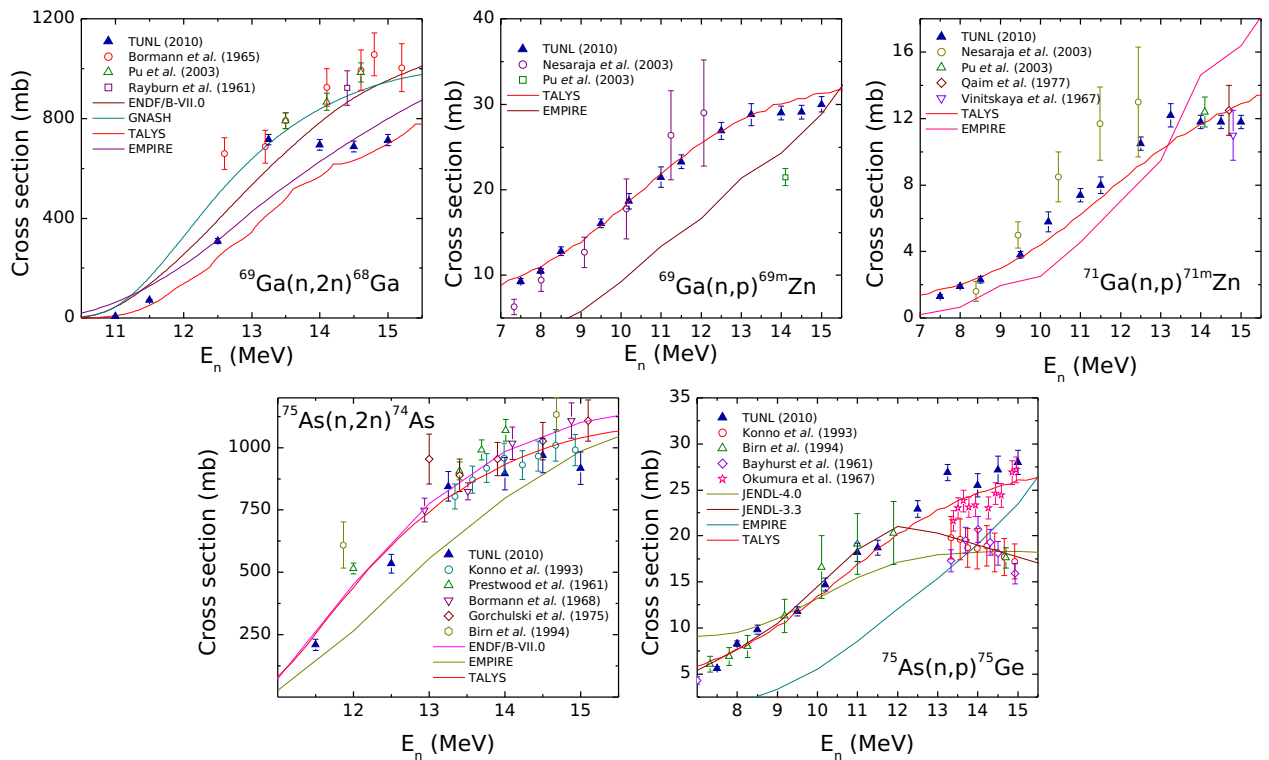 1200
800
400
0
11
12
13
14
15
Cross section (mb)
E_n (MeV)
TUNL (2010)
Bormann et al. (1965)
Pu et al. (2003)
Rayburn et al. (1961)
ENDF/B-VII.0
GNASH
TALYS
EMPIRE
69Ga(n,2n)68Ga
40
30
20
10
7
8
9
10
11
12
13
14
15
Cross section (mb)
E_n (MeV)
TUNL (2010)
Nesaraja et al. (2003)
Pu et al. (2003)
TALYS
EMPIRE
69Ga(n,p)69mZn
16
12
8
4
0
7
8
9
10
11
12
13
14
15
Cross section (mb)
E_n (MeV)
TUNL (2010)
Nesaraja et al. (2003)
Pu et al. (2003)
Qaim et al. (1977)
Vinitskaya et al. (1967)
TALYS
EMPIRE
71Ga(n,p)71mZn
75As(n,2n)74As
1000
750
500
250
12
13
14
15
Cross section (mb)
E_n (MeV)
TUNL (2010)
Konno et al. (1993)
Prestwood et al. (1961)
Bormann et al. (1968)
Gorchulski et al. (1975)
Birn et al. (1994)
ENDF/B-VII.0
EMPIRE
TALYS
35
30
25
20
15
10
5
8
9
10
11
12
13
14
15
Cross section (mb)
E_n (MeV)
TUNL (2010)
Konno et al. (1993)
Birn et al. (1994)
Bayhurst et al. (1961)
Okumura et al. (1967)
JENDL-4.0
JENDL-3.3
EMPIRE
TALYS
75As(n,p)75Ge